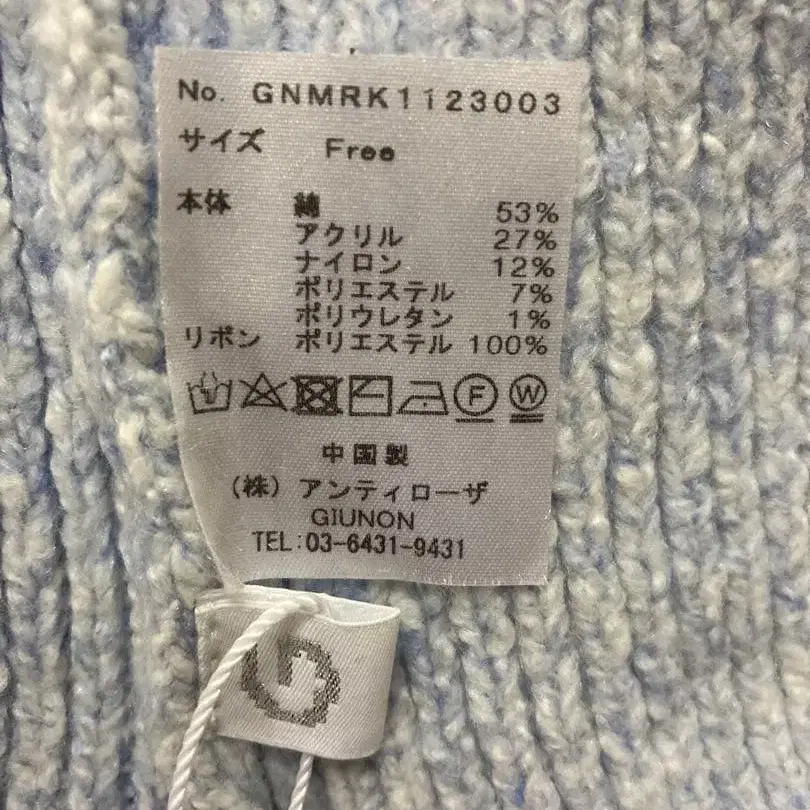 No. GNMRK1123003
サイズ Free
本体 綿 53%
アクリル 27%
ナイロン 12%
ポリエステル 7%
ポリウレタン 1%
リボン ポリエステル 100%
F W
中国製
(株) アンティローザ
GIUNON
TEL:03-6431-9431